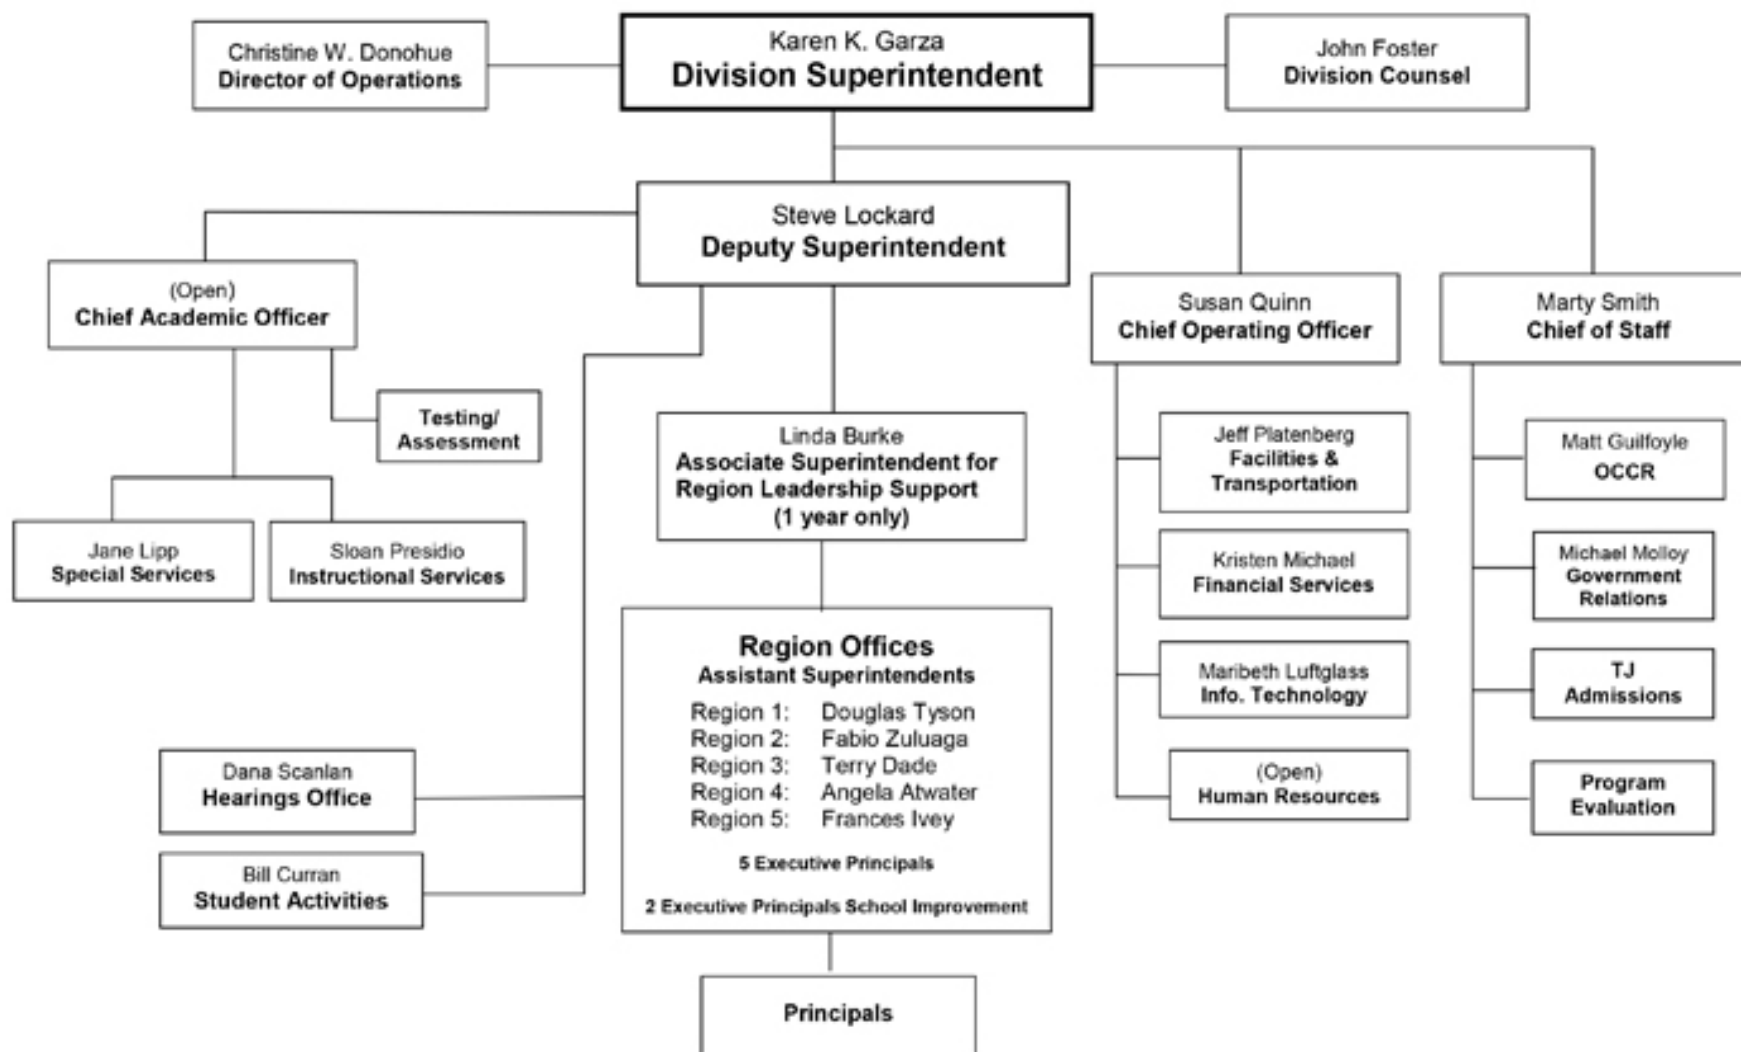 Christine W. Donohue
Director of Operations
Karen K. Garza
Division Superintendent
John Foster
Division Counsel
Steve Lockard
Deputy Superintendent
(Open)
Chief Academic Officer
Susan Quinn
Chief Operating Officer
Marty Smith
Chief of Staff
Testing/
Assessment
Jane Lipp
Special Services
Sloan Presidio
Instructional Services
Linda Burke
Associate Superintendent for
Region Leadership Support
(1 year only)
Jeff Platenberg
Facilities &
Transportation
Kristen Michael
Financial Services
Maribeth Luftglass
Info. Technology
(Open)
Human Resources
Matt Guilfoyle
OCCR
Michael Molloy
Government
Relations
TJ
Admissions
Program
Evaluation
Region Offices
Assistant Superintendents
Region 1: Douglas Tyson
Region 2: Fabio Zuluaga
Region 3: Terry Dade
Region 4: Angela Atwater
Region 5: Frances Ivey
5 Executive Principals
2 Executive Principals School Improvement
Dana Scanlan
Hearings Office
Bill Curran
Student Activities
Principals